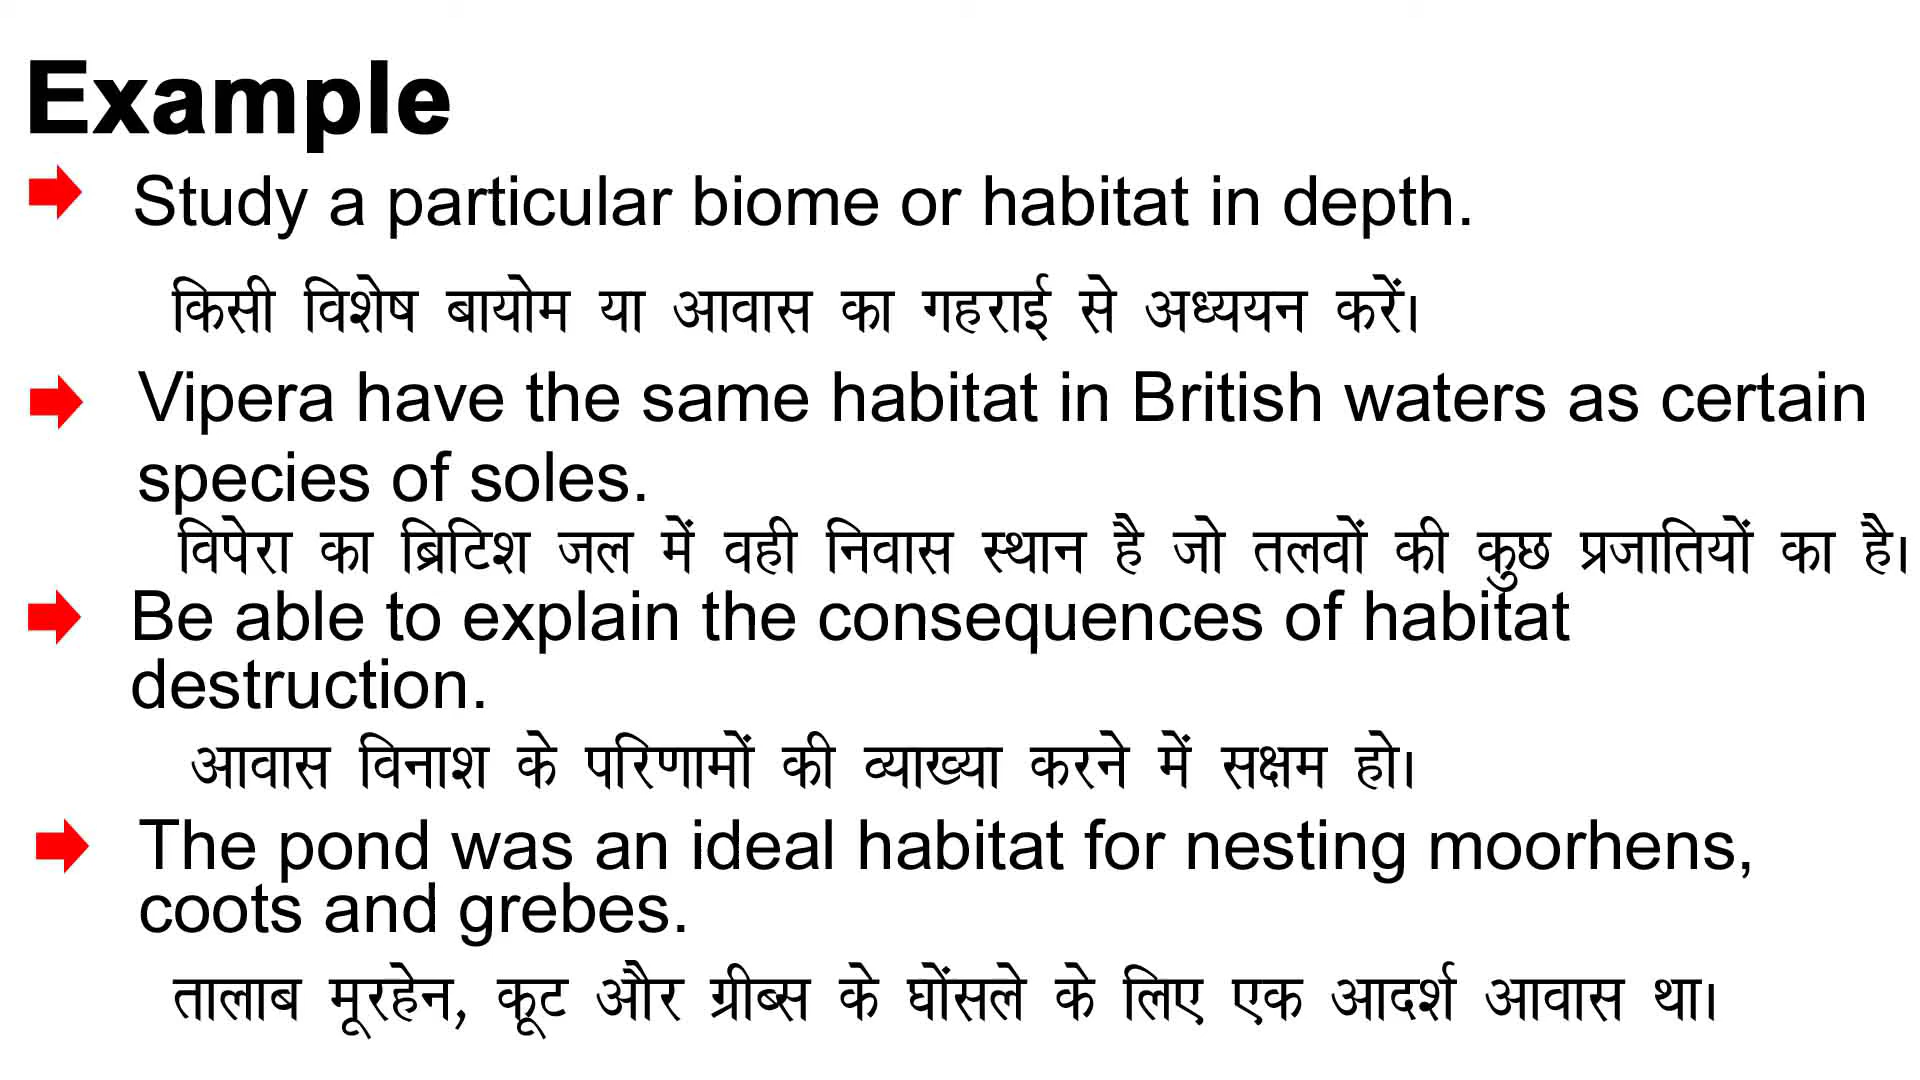 Example
Study a particular biome or habitat in depth.
किसी विशेष बायोम या आवास का गहराई से अध्ययन करें।
Vipera have the same habitat in British waters as certain
species of soles.
विपेरा का ब्रिटिश जल में वही निवास स्थान है जो तलवों की कुछ प्रजातियों का है।
Be able to explain the consequences of habitat
destruction.
आवास विनाश के परिणामों की व्याख्या करने में सक्षम हो।
The pond was an ideal habitat for nesting moorhens,
coots and grebes.
तालाब मूरहेन, कूट और ग्रीब्स के घोंसले के लिए एक आदर्श आवास था।